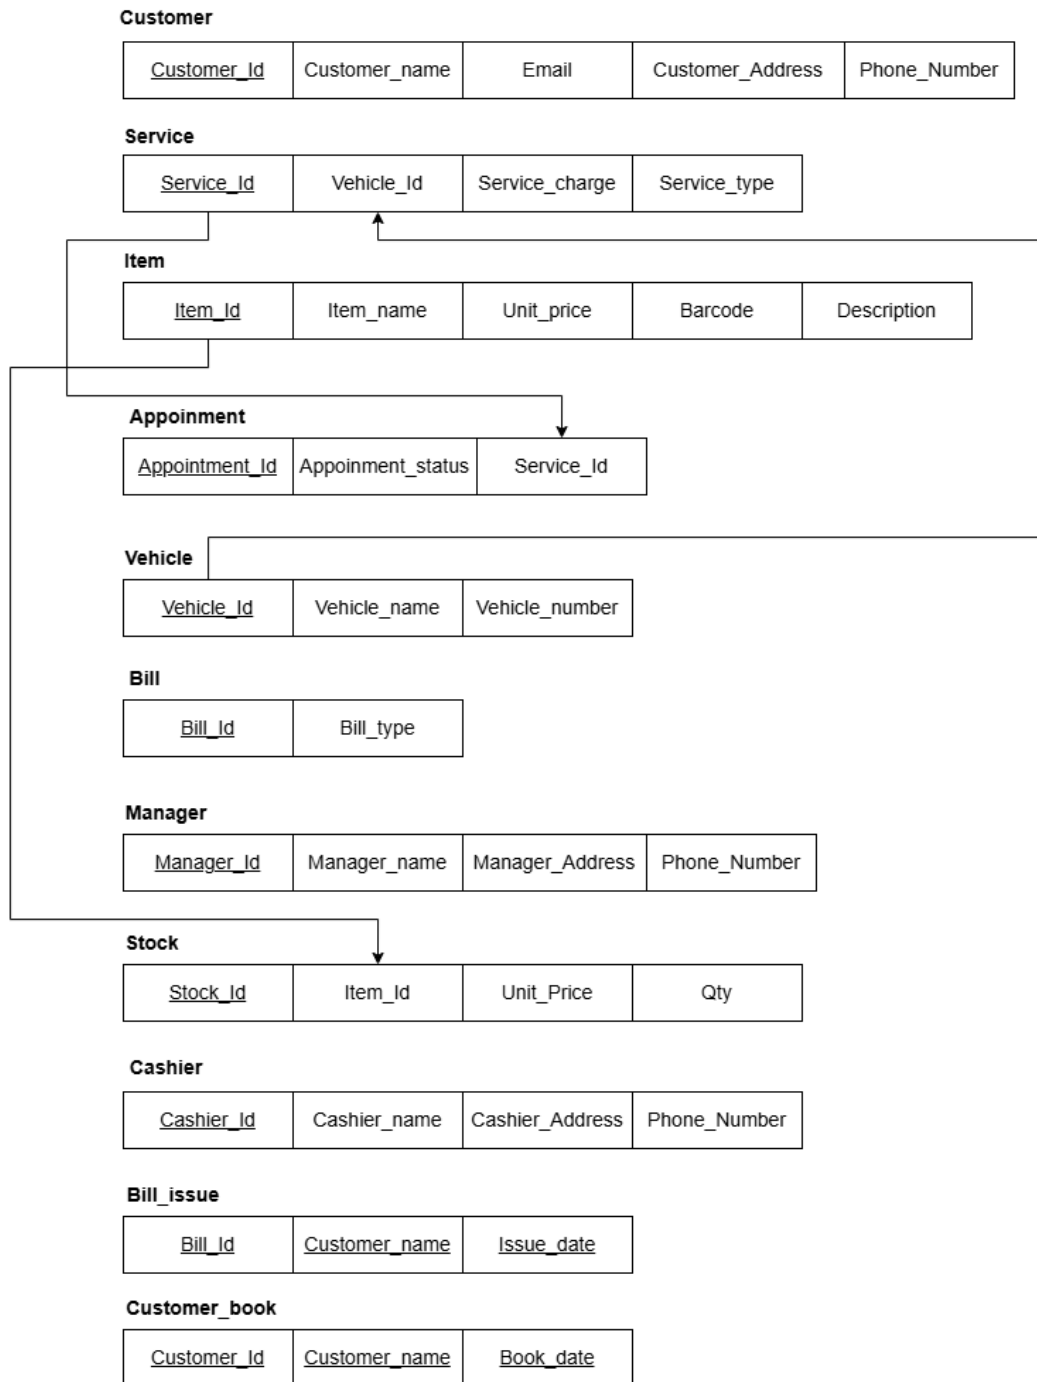 Customer
Customer_Id Customer_name Email Customer_Address Phone_Number
Service
Service_Id Vehicle_Id Service_charge Service_type
Item
Item_Id Item_name Unit_price Barcode Description
Appoinment
Appointment_Id Appoinment_status Service_Id
Vehicle
Vehicle_Id Vehicle_name Vehicle_number
Bill
Bill_Id Bill_type
Manager
Manager_Id Manager_name Manager_Address Phone_Number
Stock
Stock_Id Item_Id Unit_Price Qty
Cashier
Cashier_Id Cashier_name Cashier_Address Phone_Number
Bill_issue
Bill_Id Customer_name Issue_date
Customer_book
Customer_Id Customer_name Book_date